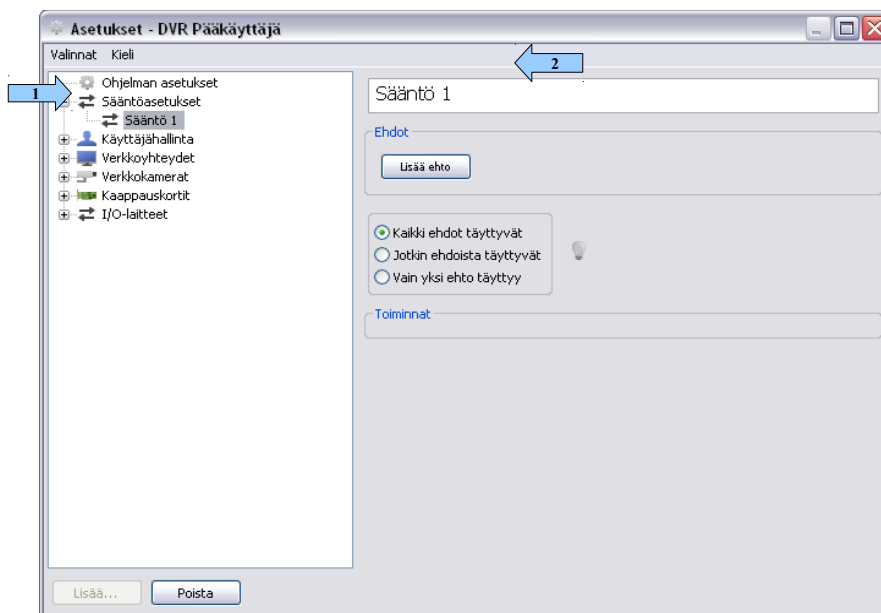 Asetukset - DVR Pääkäyttäjä
Valinnat Kieli
1
2
Ohjelman asetukset
Sääntöasetukset
Sääntö 1
Käyttäjähallinta
Verkkoyhteydet
Verkkokamerat
Kaappauskortit
I/O-laitteet
Sääntö 1
Ehdot
Lisää ehto
Kaikki ehdot täyttyvät
Jotkin ehdoista täyttyvät
Vain yksi ehto täyttyy
Toiminnat
Lisää...
Poista